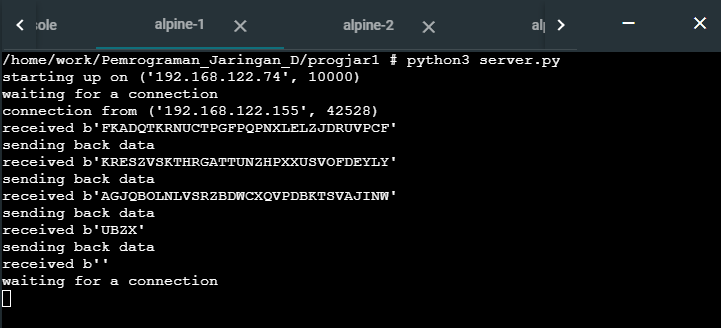 sole
alpine-1
alpine-2
alp
/home/work/Pemrograman_Jaringan_D/progjar1 # python3 server.py
starting up on ('192.168.122.74', 10000)
waiting for a connection
connection from ('192.168.122.155', 42528)
received b'FKADQTKRNUCTPGFPQPNXLELZJDRUVPCF'
sending back data
received b'KRESZVSKTHRGATTUNZHPXXUSVOFDEYLY'
sending back data
received b'AGJQBOLNLVSRZBDWCXQVPDBKTSVAJINW'
sending back data
received b'UBZX'
sending back data
received b''
waiting for a connection